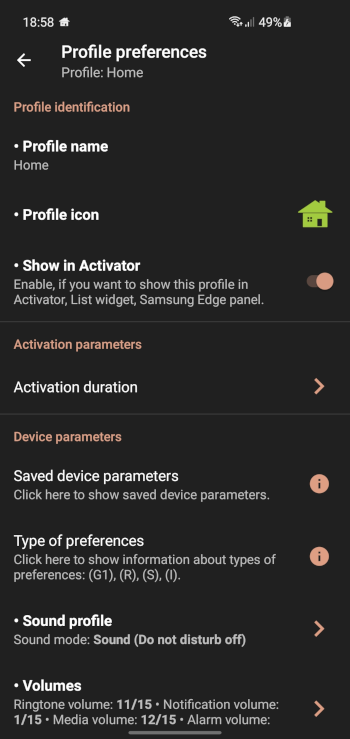 18:58 49%
Profile preferences
Profile: Home
Profile identification
• Profile name
Home
• Profile icon
• Show in Activator
Enable, if you want to show this profile in
Activator, List widget, Samsung Edge panel.
Activation parameters
Activation duration
Device parameters
Saved device parameters
Click here to show saved device parameters.
Type of preferences
Click here to show information about types of
preferences: (G1), (R), (S), (I).
• Sound profile
Sound mode: Sound (Do not disturb off)
• Volumes
Ringtone volume: 11/15 • Notification volume:
1/15 • Media volume: 12/15 • Alarm volume: